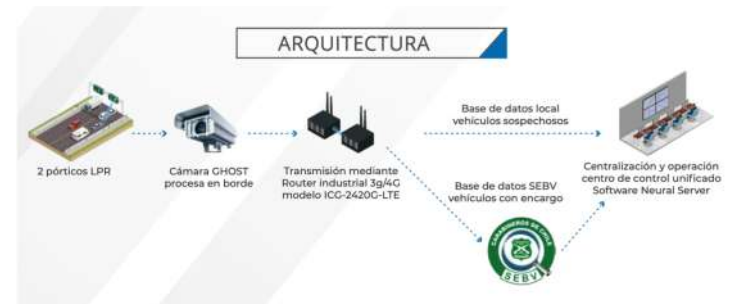 ARQUITECTURA
2 pórticos LPR
Cámara GHOST
procesa en borde
Transmisión mediante
Router industrial 3g/4G
modelo ICG-2420G-LTE
Base de datos local
vehículos sospechosos
Base de datos SEBV
vehículos con encargo
CARABINEROS DE CHILE
SEBV
Centralización y operación
centro de control unificado
Software Neural Server